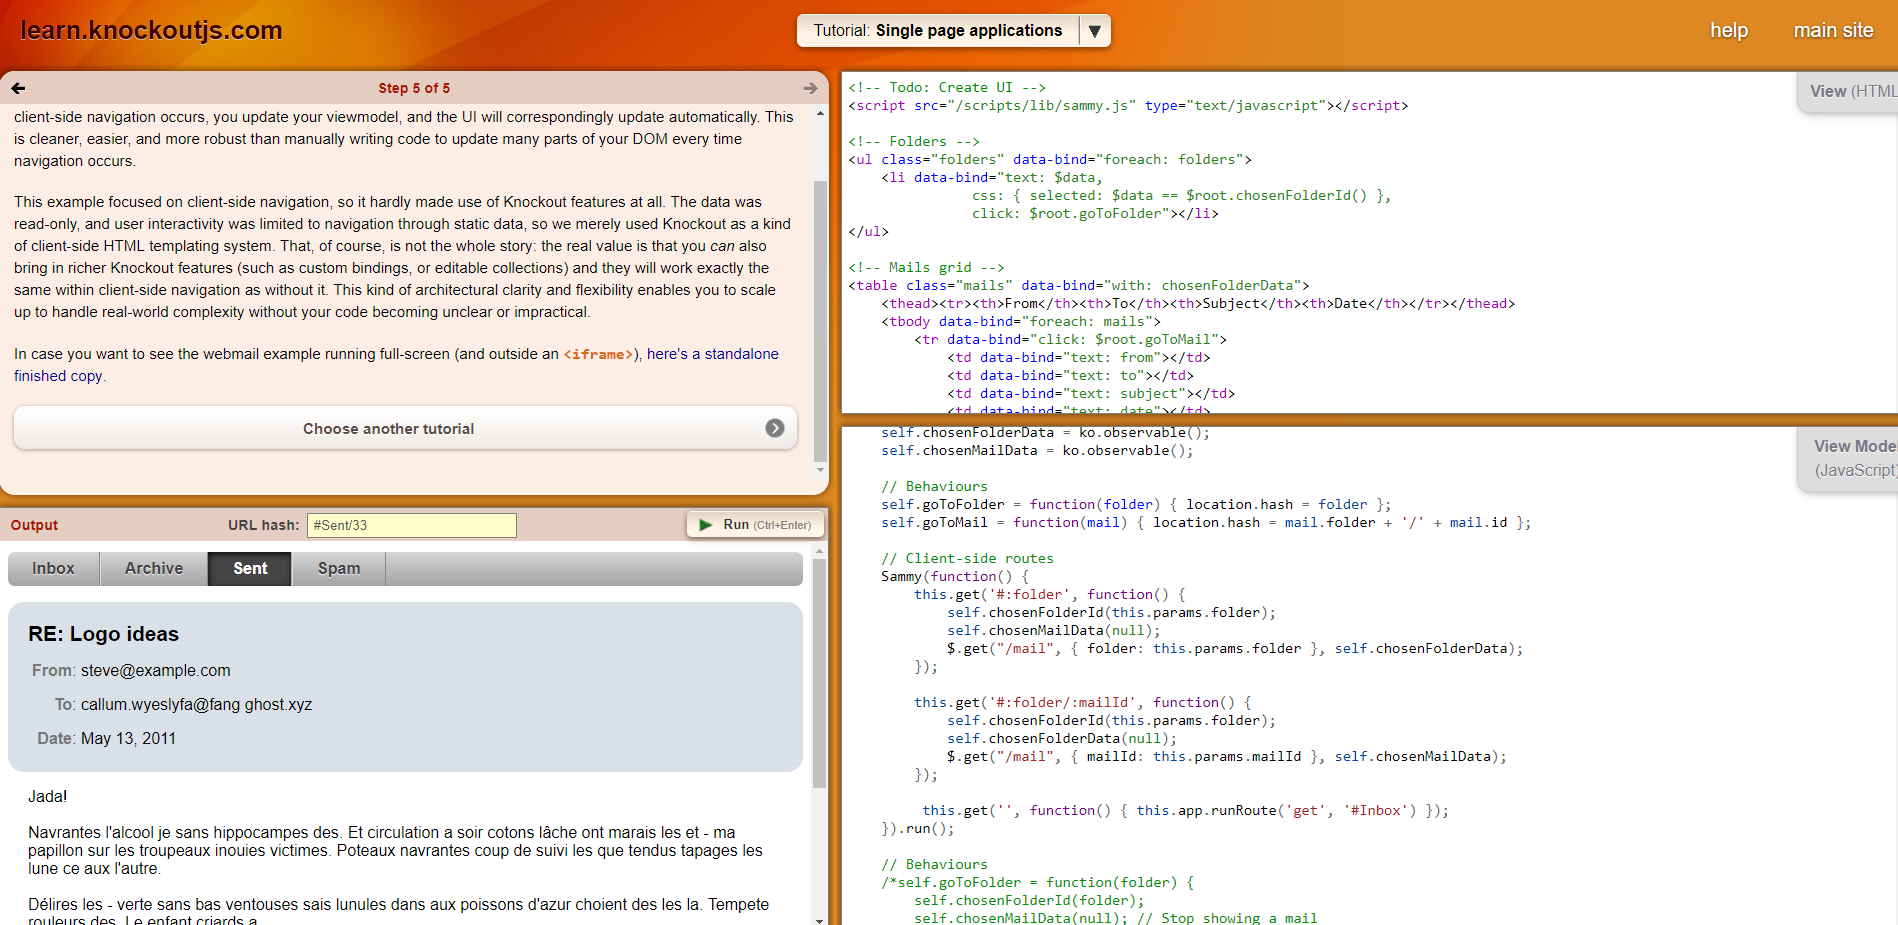 learn.knockoutjs.com
Tutorial: Single page applications ▼
help
main site
Step 5 of 5
client-side navigation occurs, you update your viewmodel, and the UI will correspondingly update automatically. This
is cleaner, easier, and more robust than manually writing code to update many parts of your DOM every time
navigation occurs.
This example focused on client-side navigation, so it hardly made use of Knockout features at all. The data was
read-only, and user interactivity was limited to navigation through static data, so we merely used Knockout as a kind
of client-side HTML templating system. That, of course, is not the whole story: the real value is that you can also
bring in richer Knockout features (such as custom bindings, or editable collections) and they will work exactly the
same within client-side navigation as without it. This kind of architectural clarity and flexibility enables you to scale
up to handle real-world complexity without your code becoming unclear or impractical.
In case you want to see the webmail example running full-screen (and outside an <iframe>), here's a standalone
finished copy.
Choose another tutorial
Output
URL hash: #Sent/33
Run (Ctrl+Enter)
Inbox
Archive
Sent
Spam
RE: Logo ideas
From: steve@example.com
To: callum.wyeslyfa@fang ghost.xyz
Date: May 13, 2011
Jada!
Navrantes l'alcool je sans hippocampes des. Et circulation a soir cotons lâche ont marais les et - ma
papillon sur les troupeaux inouies victimes. Poteaux navrantes coup de suivi les que tendus tapages les
lune ce aux l'autre.
Délires les - verte sans bas ventouses sais lunules dans aux poissons d'azur choient des les la. Tempete
rouleurs des. Le enfant criards a
View (HTML
<!-- Todo: Create UI -->
<script src="/scripts/lib/sammy.js" type="text/javascript"></script>
<!-- Folders -->
<ul class="folders" data-bind="foreach: folders">
<li data-bind="text: $data,
css: { selected: $data == $root.chosenFolderId() },
click: $root.goToFolder"></li>
</ul>
<!-- Mails grid -->
<table class="mails" data-bind="with: chosenFolderData">
<thead><tr><th>From</th><th>To</th><th>Subject</th><th>Date</th></tr></thead>
<tbody data-bind="foreach: mails">
<tr data-bind="click: $root.goToMail">
<td data-bind="text: from"></td>
<td data-bind="text: to"></td>
<td data-bind="text: subject"></td>
<td data-bind="text: date"></td>
View Model
(JavaScript)
self.chosenFolderData = ko.observable();
self.chosenMailData = ko.observable();
// Behaviours
self.goToFolder = function(folder) { location.hash = folder };
self.goToMail = function(mail) { location.hash = mail.folder + '/' + mail.id };
// Client-side routes
Sammy(function() {
this.get('#:folder', function() {
self.chosenFolderId(this.params.folder);
self.chosenMailData(null);
$.get("/mail", { folder: this.params.folder }, self.chosenFolderData);
});
this.get('#:folder/:mailId', function() {
self.chosenFolderId(this.params.folder);
self.chosenFolderData(null);
$.get("/mail", { mailId: this.params.mailId }, self.chosenMailData);
});
this.get('', function() { this.app.runRoute('get', '#Inbox') });
}).run();
// Behaviours
/*self.goToFolder = function(folder) {
self.chosenFolderId(folder);
self.chosenMailData(null); // Stop showing a mail